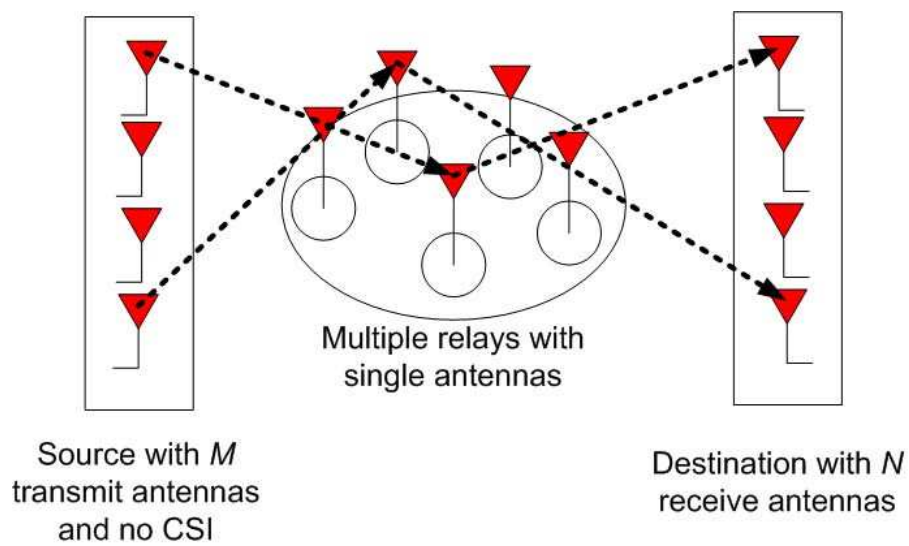 Multiple relays with
single antennas
Source with M
transmit antennas
and no CSI
Destination with N
receive antennas